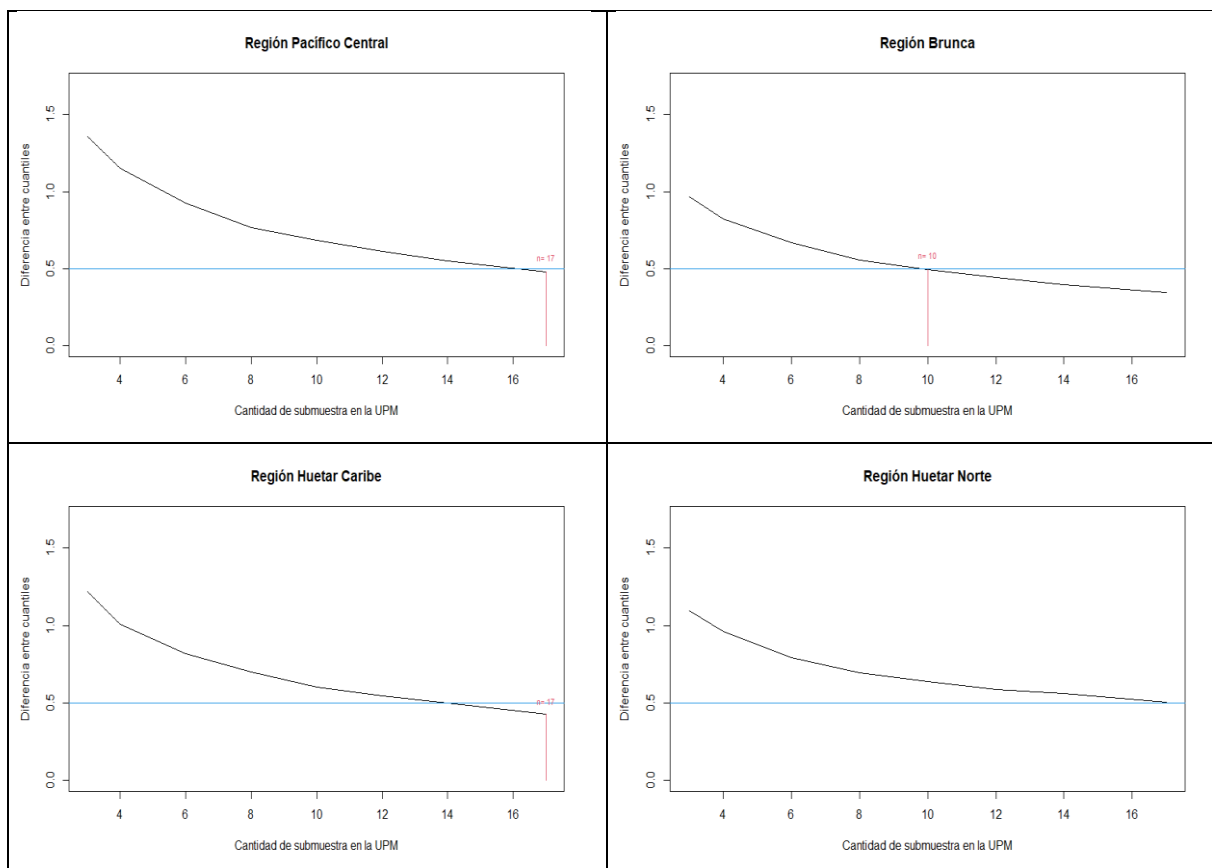 Región Pacífico Central
Diferencia entre cuantiles
1.5
1.0
0.5
0.0
n= 17
4 6 8 10 12 14 16
Cantidad de submuestra en la UPM
Región Brunca
Diferencia entre cuantiles
1.5
1.0
0.5
0.0
n= 10
4 6 8 10 12 14 16
Cantidad de submuestra en la UPM
Región Huetar Caribe
Diferencia entre cuantiles
1.5
1.0
0.5
0.0
n= 17
4 6 8 10 12 14 16
Cantidad de submuestra en la UPM
Región Huetar Norte
Diferencia entre cuantiles
1.5
1.0
0.5
0.0
4 6 8 10 12 14 16
Cantidad de submuestra en la UPM